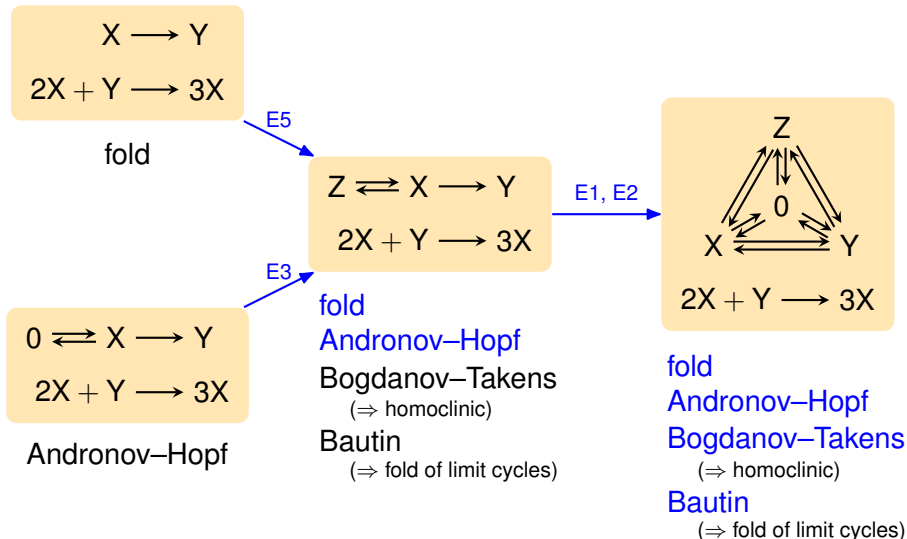 X ⟶ Y
2X + Y ⟶ 3X
fold
E5
Z ⇌ X ⟶ Y
2X + Y ⟶ 3X
E3
0 ⇌ X ⟶ Y
2X + Y ⟶ 3X
Andronov–Hopf
fold
Andronov–Hopf
Bogdanov–Takens
(⇒ homoclinic)
Bautin
(⇒ fold of limit cycles)
E1, E2
Z
0
X Y
2X + Y ⟶ 3X
fold
Andronov–Hopf
Bogdanov–Takens
(⇒ homoclinic)
Bautin
(⇒ fold of limit cycles)